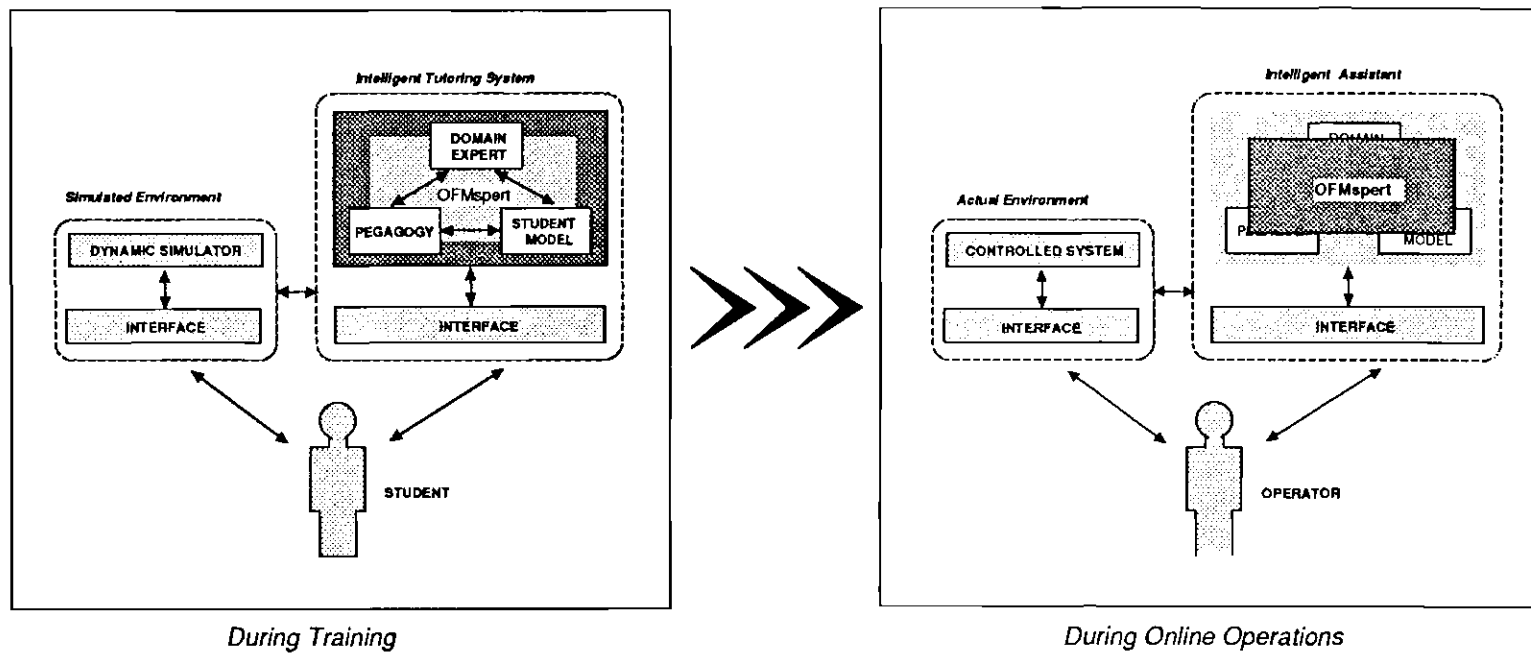 Intelligent Tutoring System
DOMAIN
EXPERT
OFMspert
PEGAGOGY
STUDENT
MODEL
INTERFACE
Simulated Environment
DYNAMIC SIMULATOR
INTERFACE
STUDENT
During Training
Intelligent Assistant
DOMAIN
OFMspert
MODEL
INTERFACE
Actual Environment
CONTROLLED SYSTEM
INTERFACE
OPERATOR
During Online Operations